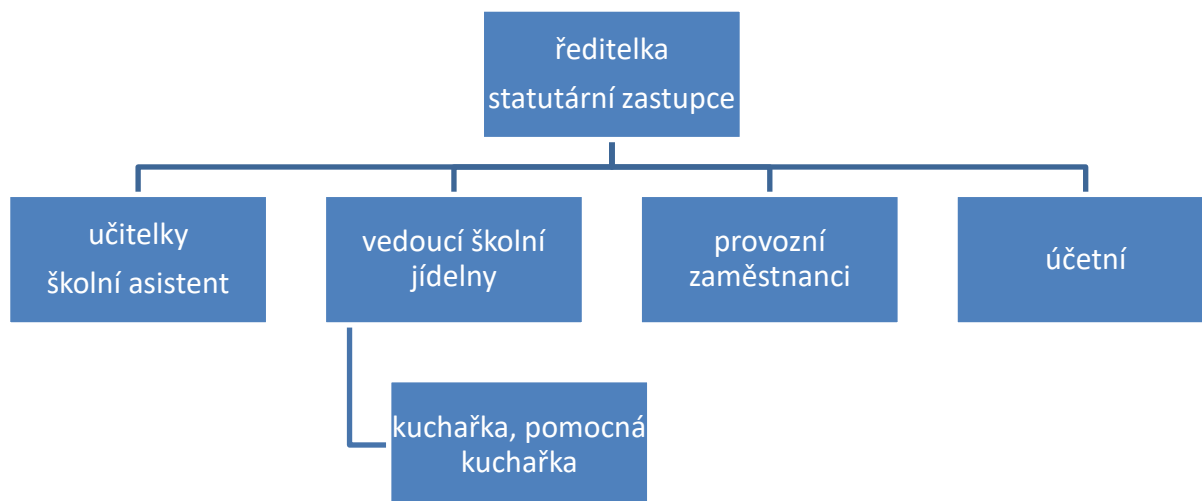 ředitelka
statutární zastupce
učitelky
školní asistent
vedoucí školní
jídelny
provozní
zaměstnanci
účetní
kuchařka, pomocná
kuchařka